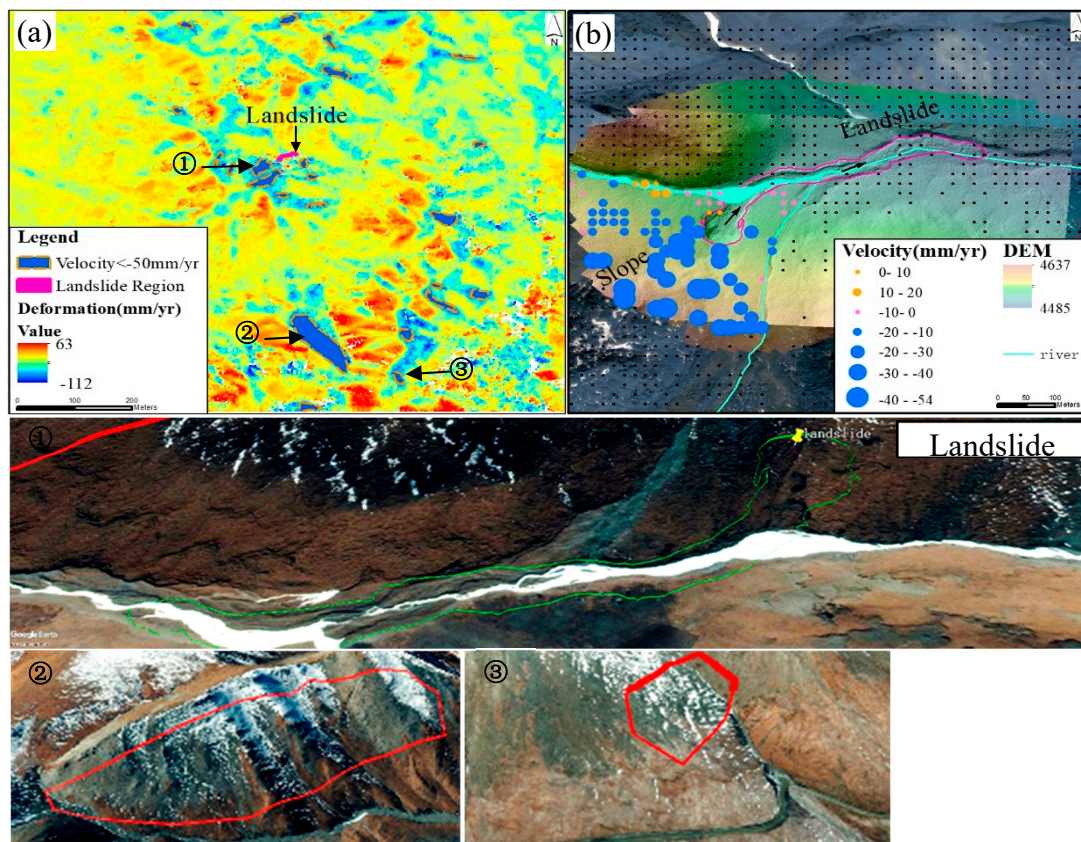 (a)
N
Landslide
①
②
③
Legend
Velocity<-50mm/yr
Landslide Region
Deformation(mm/yr)
Value
63
-112
0
100
200
Meters
(b)
N
Landslide
Slope
Velocity(mm/yr)
0- 10
10 - 20
-10- 0
-20 - -10
-20 - -30
-30 - -40
-40 - -54
DEM
4637
4485
river
0
50
100
Meters
①
landslide
Landslide
Google Earth
②
③